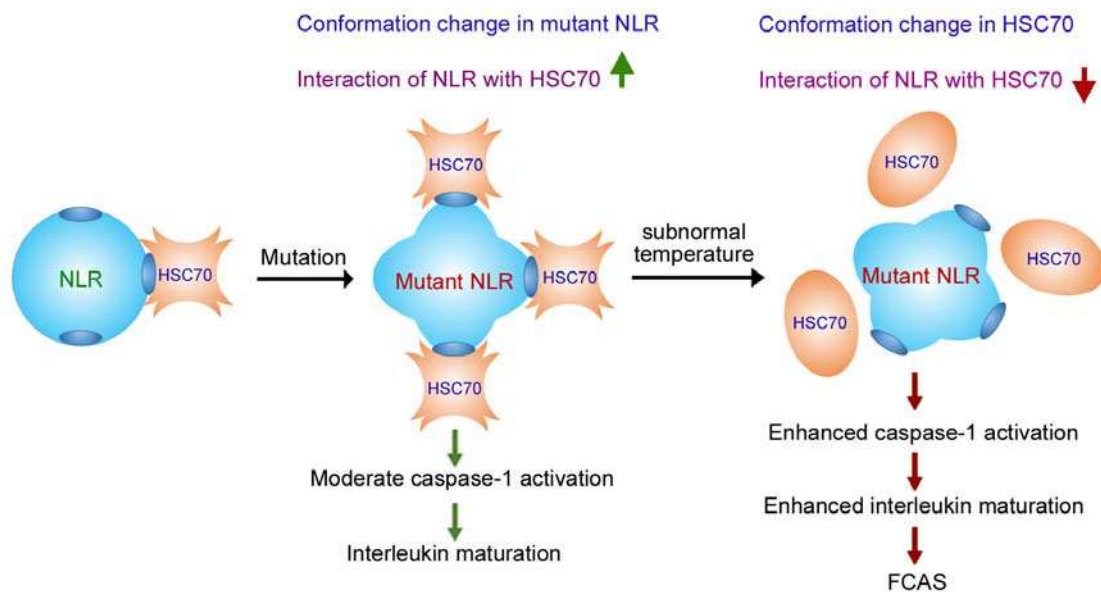 Conformation change in mutant NLR
Interaction of NLR with HSC70
Conformation change in HSC70
Interaction of NLR with HSC70
NLR
HSC70
Mutation
HSC70
Mutant NLR
HSC70
HSC70
subnormal
temperature
HSC70
Mutant NLR
HSC70
HSC70
Moderate caspase-1 activation
Interleukin maturation
Enhanced caspase-1 activation
Enhanced interleukin maturation
FCAS